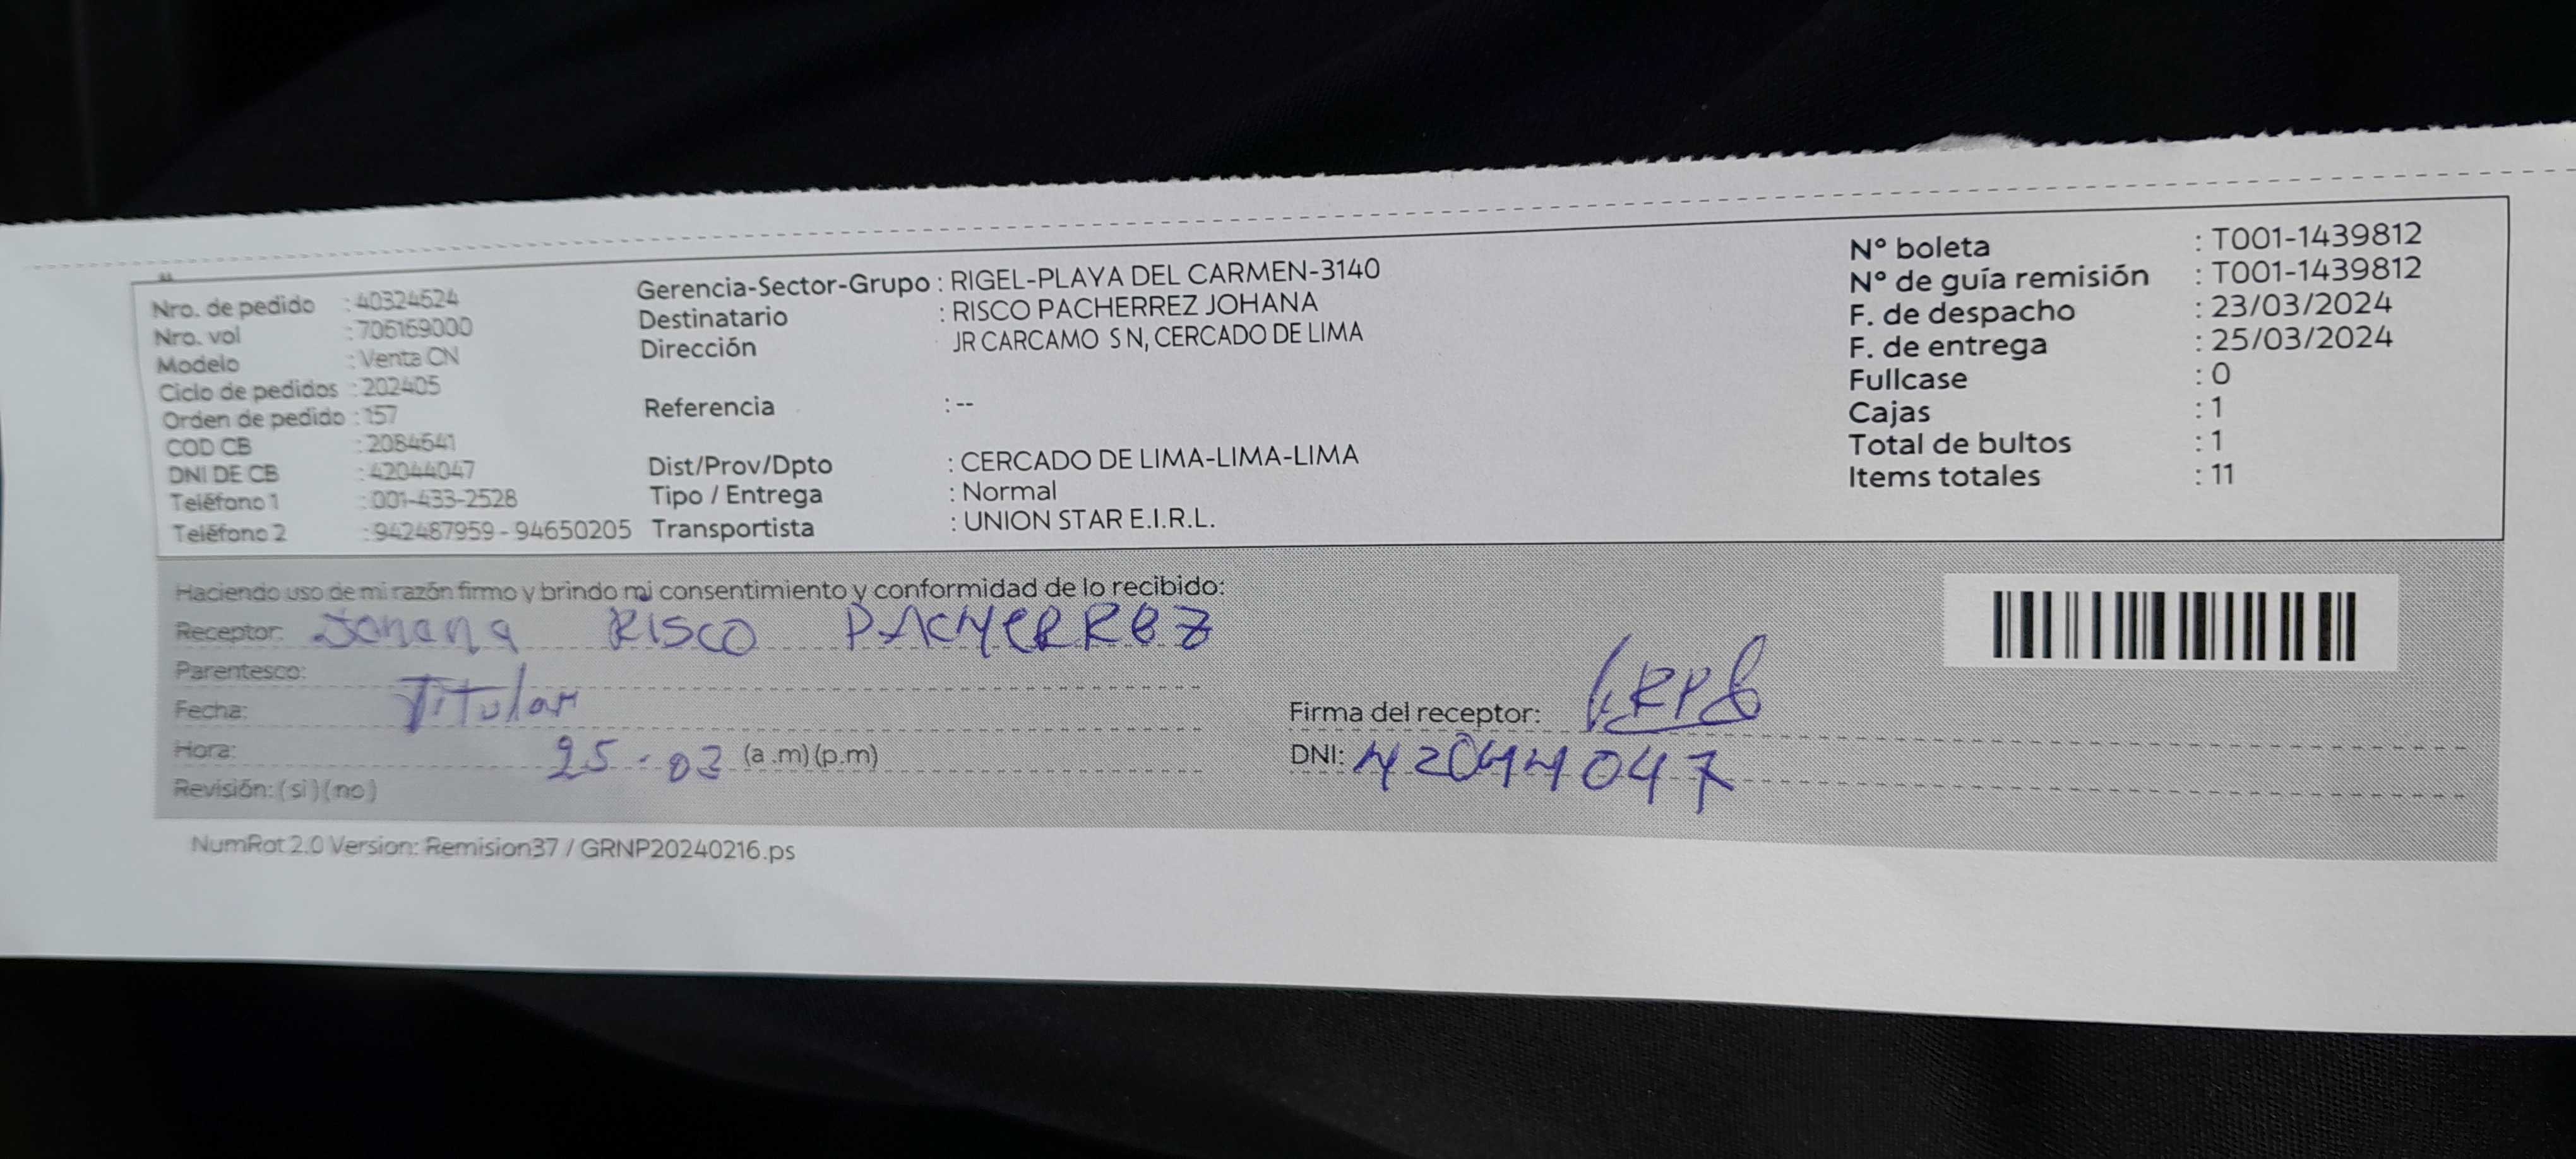 Nro. de pedido : 40324624
Nro. vol : 706169000
Modelo : Venta CN
Ciclo de pedidos : 202405
Orden de pedido : 157
COD CB : 2084641
DNI DE CB : 42044047
Teléfono 1 : 001-433-2528
Teléfono 2 : 942487959 - 94650205
Gerencia-Sector-Grupo : RIGEL-PLAYA DEL CARMEN-3140
Destinatario : RISCO PACHERREZ JOHANA
Dirección JR CARCAMO S N, CERCADO DE LIMA
Referencia : --
Dist/Prov/Dpto : CERCADO DE LIMA-LIMA-LIMA
Tipo / Entrega : Normal
Transportista : UNION STAR E.I.R.L.
N° boleta : T001-1439812
N° de guía remisión : T001-1439812
F. de despacho : 23/03/2024
F. de entrega : 25/03/2024
Fullcase : 0
Cajas : 1
Total de bultos : 1
Items totales : 11
Haciendo uso de mi razón firmo y brindo mi consentimiento y conformidad de lo recibido:
Receptor: Johana RISCO PACHERREZ
Parentesco:
Titular
Fecha:
Hora: 25-03 (a .m) (p.m)
Revisión: (si) (no)
Firma del receptor:
DNI: 42044047
NumRot 2.0 Version: Remision37 / GRNP20240216.ps